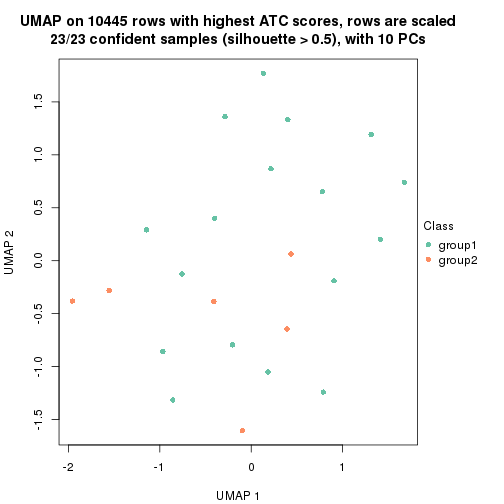 UMAP on 10445 rows with highest ATC scores, rows are scaled
23/23 confident samples (silhouette > 0.5), with 10 PCs
1.5
1.0
0.5
0.0
-0.5
-1.0
-1.5
UMAP 2
-2
-1
0
1
UMAP 1
Class
group1
group2